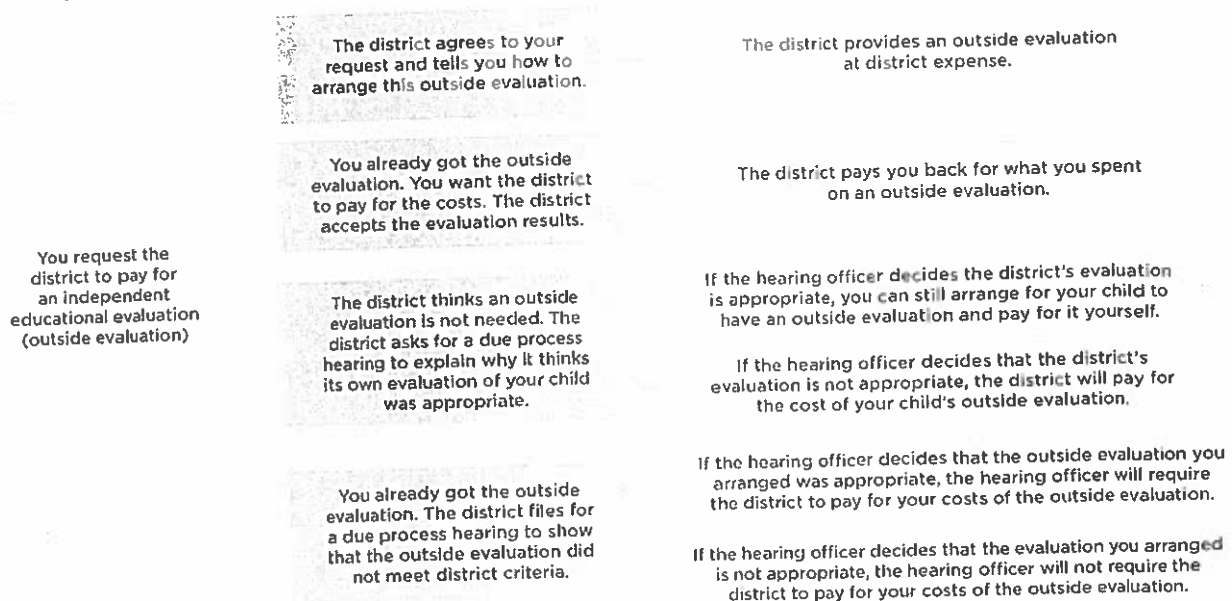 You request the
district to pay for
an independent
educational evaluation
(outside evaluation)
The district agrees to your
request and tells you how to
arrange this outside evaluation.
The district provides an outside evaluation
at district expense.
You already got the outside
evaluation. You want the district
to pay for the costs. The district
accepts the evaluation results.
The district pays you back for what you spent
on an outside evaluation.
The district thinks an outside
evaluation is not needed. The
district asks for a due process
hearing to explain why it thinks
its own evaluation of your child
was appropriate.
If the hearing officer decides the district's evaluation
is appropriate, you can still arrange for your child to
have an outside evaluation and pay for it yourself.
If the hearing officer decides that the district's
evaluation is not appropriate, the district will pay for
the cost of your child's outside evaluation.
You already got the outside
evaluation. The district files for
a due process hearing to show
that the outside evaluation did
not meet district criteria.
If the hearing officer decides that the outside evaluation you
arranged was appropriate, the hearing officer will require
the district to pay for your costs of the outside evaluation.
If the hearing officer decides that the evaluation you arranged
is not appropriate, the hearing officer will not require the
district to pay for your costs of the outside evaluation.